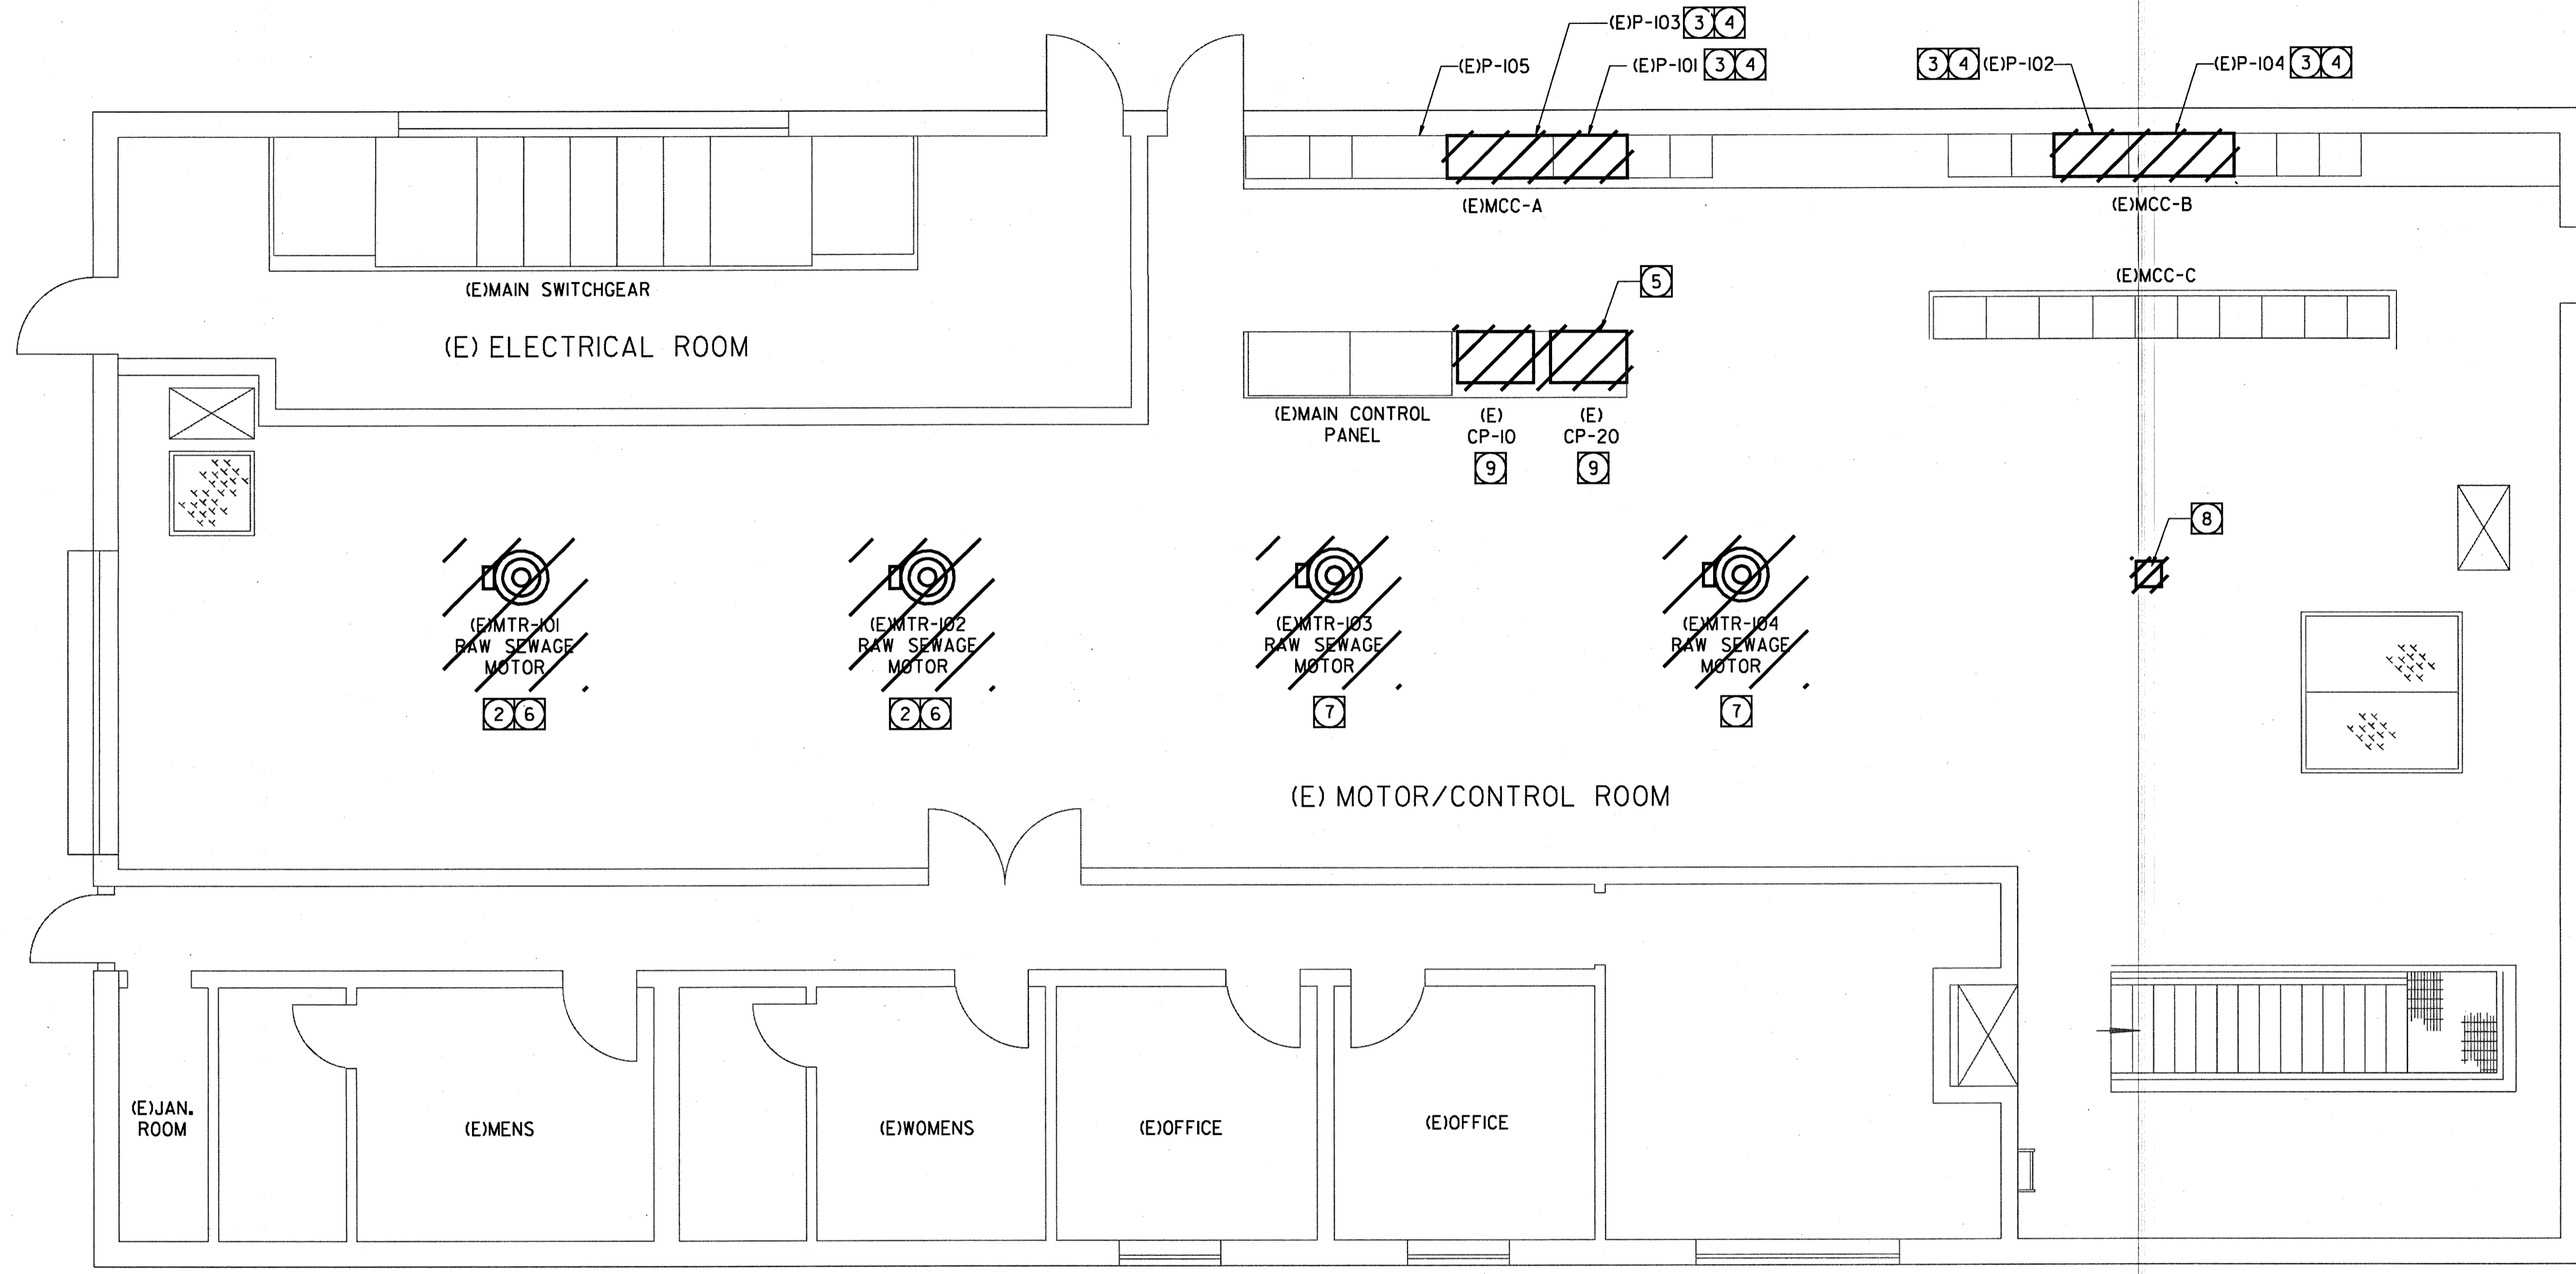 (E)P-103 3 4
(E)P-105
(E)P-101 3 4
3 4 (E)P-102
(E)P-104 3 4
(E)MCC-A
(E)MCC-B
(E)MAIN SWITCHGEAR
(E)MCC-C
5
(E) ELECTRICAL ROOM
(E)MAIN CONTROL
PANEL
(E)
CP-10
9
(E)
CP-20
9
8
(E)MTR-101
RAW SEWAGE
MOTOR
2 6
(E)MTR-102
RAW SEWAGE
MOTOR
2 6
(E)MTR-103
RAW SEWAGE
MOTOR
7
(E)MTR-104
RAW SEWAGE
MOTOR
7
(E) MOTOR/CONTROL ROOM
(E)JAN.
ROOM
(E)MENS
(E)WOMENS
(E)OFFICE
(E)OFFICE